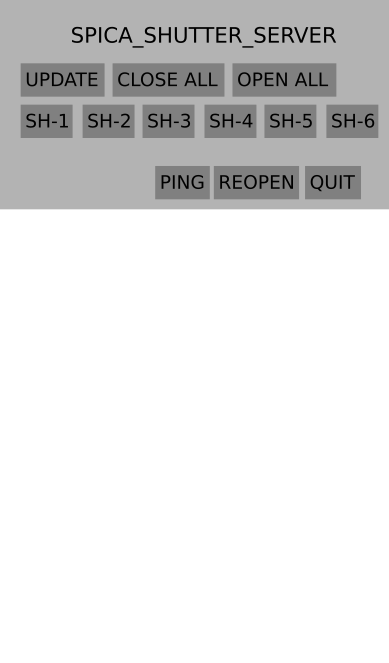 SPICA_SHUTTER_SERVER
UPDATE CLOSE ALL OPEN ALL
SH-1 SH-2 SH-3 SH-4 SH-5 SH-6
PING REOPEN QUIT